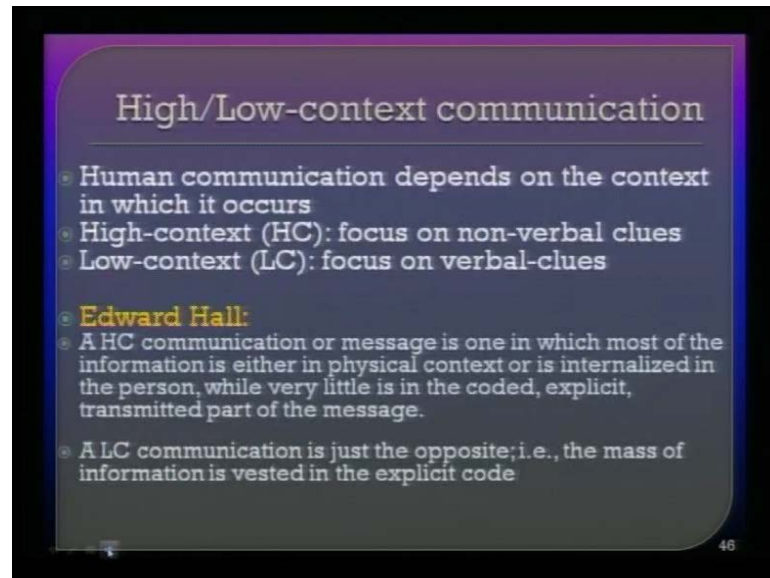 High/Low-context communication
Human communication depends on the context
in which it occurs
High-context (HC): focus on non-verbal clues
Low-context (LC): focus on verbal-clues
Edward Hall:
A HC communication or message is one in which most of the
information is either in physical context or is internalized in
the person, while very little is in the coded, explicit,
transmitted part of the message.
A LC communication is just the opposite; i.e., the mass of
information is vested in the explicit code
46